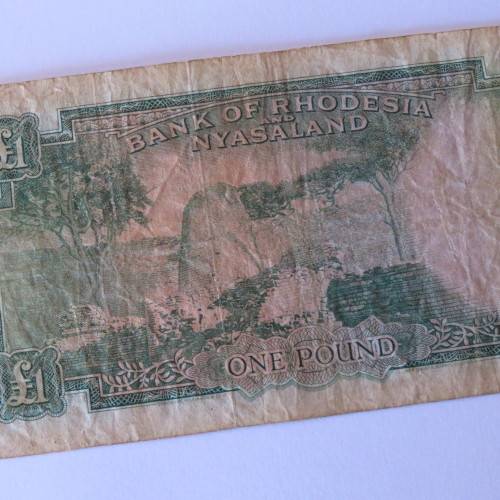 £1
BANK OF RHODESIA
AND
NYASALAND
£1
ONE POUND